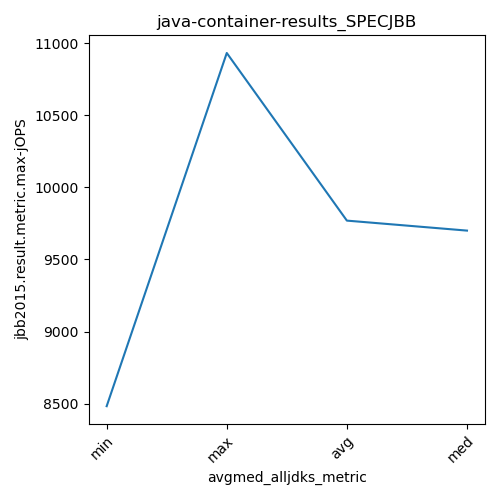 java-container-results_SPECJBB
jbb2015.result.metric.max-jOPS
11000
10500
10000
9500
9000
8500
min
max
avg
med
avgmed_alljdks_metric